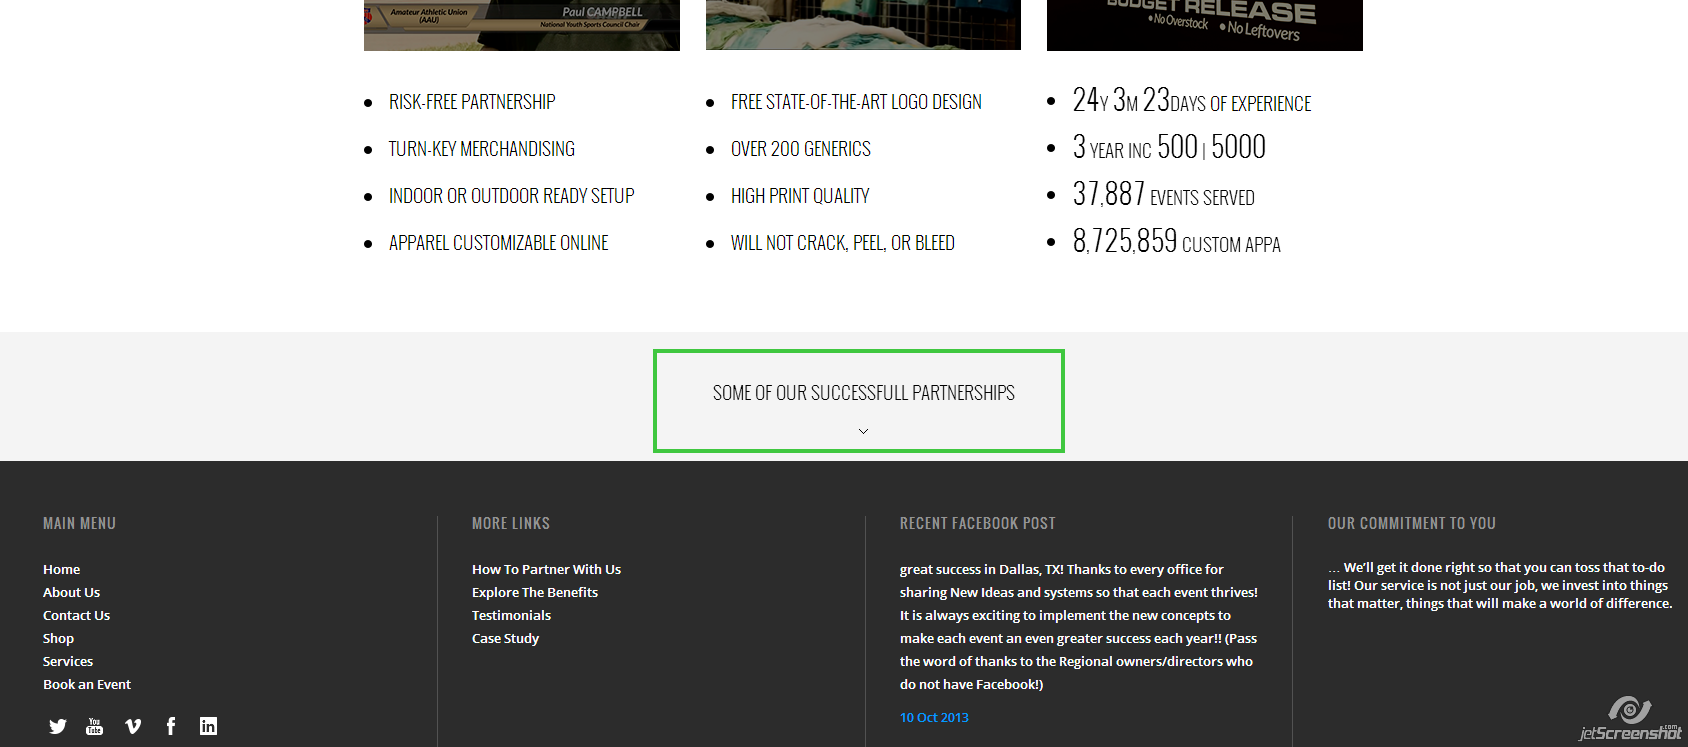 Amateur Athletic Union
(AAU)
Paul CAMPBELL
National Youth Sports Council Chair
BUDGET RELEASE
•No Overstock •No Leftovers
• RISK-FREE PARTNERSHIP
• TURN-KEY MERCHANDISING
• INDOOR OR OUTDOOR READY SETUP
• APPAREL CUSTOMIZABLE ONLINE
• FREE STATE-OF-THE-ART LOGO DESIGN
• OVER 200 GENERICS
• HIGH PRINT QUALITY
• WILL NOT CRACK, PEEL, OR BLEED
• 24Y 3M 23DAYS OF EXPERIENCE
• 3 YEAR INC 500 | 5000
• 37,887 EVENTS SERVED
• 8,725,859 CUSTOM APPA
SOME OF OUR SUCCESSFULL PARTNERSHIPS
MAIN MENU
Home
About Us
Contact Us
Shop
Services
Book an Event
You
Tube
MORE LINKS
How To Partner With Us
Explore The Benefits
Testimonials
Case Study
RECENT FACEBOOK POST
great success in Dallas, TX! Thanks to every office for
sharing New Ideas and systems so that each event thrives!
It is always exciting to implement the new concepts to
make each event an even greater success each year!! (Pass
the word of thanks to the Regional owners/directors who
do not have Facebook!)
10 Oct 2013
OUR COMMITMENT TO YOU
... We’ll get it done right so that you can toss that to-do
list! Our service is not just our job, we invest into things
that matter, things that will make a world of difference.
jetScreenshot.com